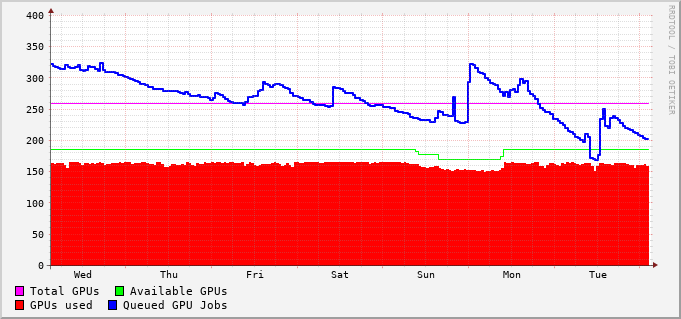 400
350
300
250
200
150
100
50
0
Wed Thu Fri Sat Sun Mon Tue
Total GPUs Available GPUs
GPUs used Queued GPU Jobs
RRDTOOL / TOBI OETIKER